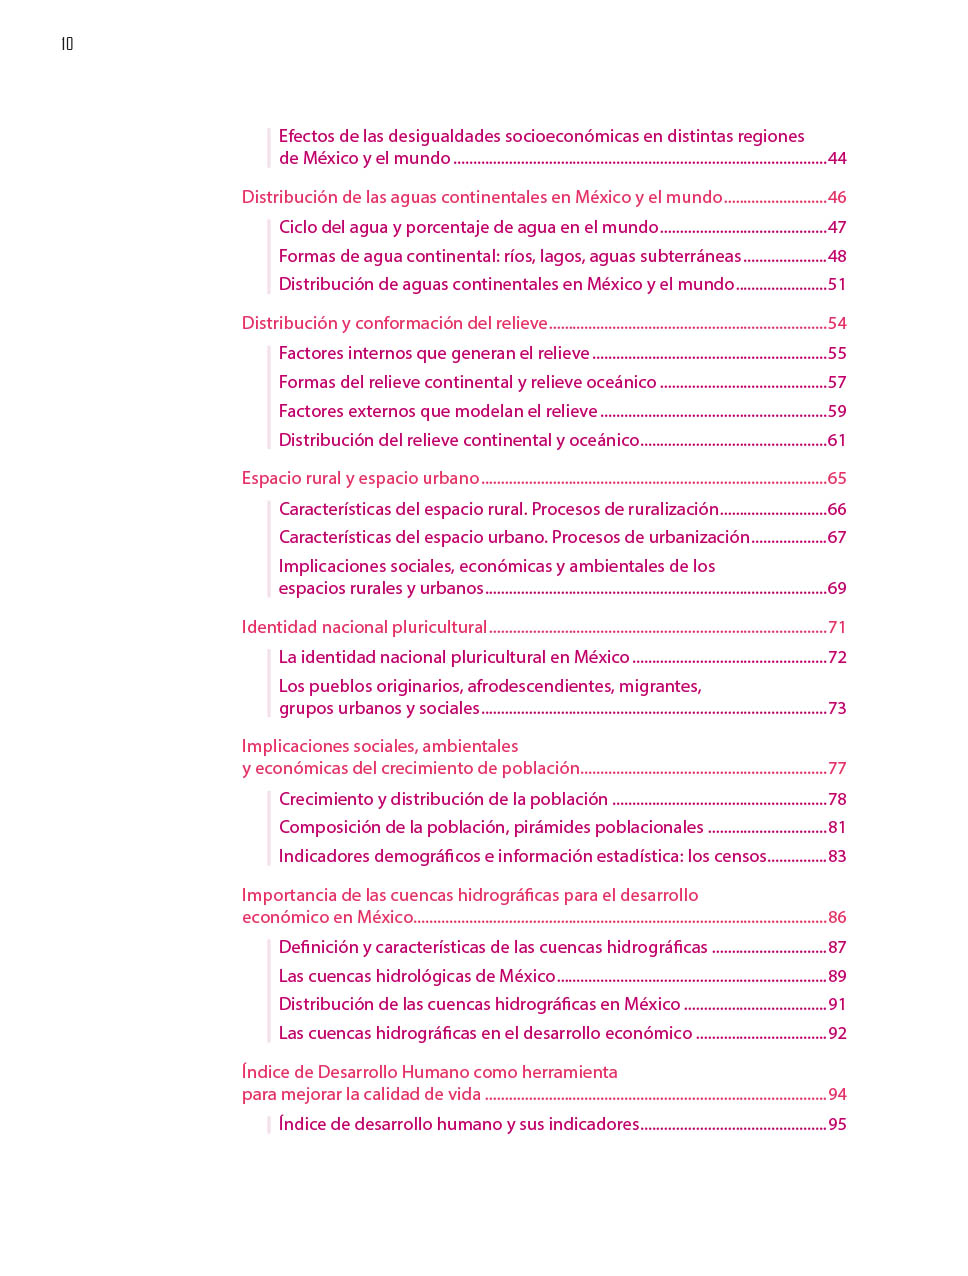 10
Efectos de las desigualdades socioeconómicas en distintas regiones
de México y el mundo ..............................................................................................44
Distribución de las aguas continentales en México y el mundo..........................46
Ciclo del agua y porcentaje de agua en el mundo..........................................47
Formas de agua continental: ríos, lagos, aguas subterráneas.....................48
Distribución de aguas continentales en México y el mundo.......................51
Distribución y conformación del relieve......................................................................54
Factores internos que generan el relieve ...........................................................55
Formas del relieve continental y relieve oceánico ..........................................57
Factores externos que modelan el relieve .........................................................59
Distribución del relieve continental y oceánico...............................................61
Espacio rural y espacio urbano.......................................................................................65
Características del espacio rural. Procesos de ruralización...........................66
Características del espacio urbano. Procesos de urbanización...................67
Implicaciones sociales, económicas y ambientales de los
espacios rurales y urbanos......................................................................................69
Identidad nacional pluricultural.....................................................................................71
La identidad nacional pluricultural en México .................................................72
Los pueblos originarios, afrodescendientes, migrantes,
grupos urbanos y sociales.......................................................................................73
Implicaciones sociales, ambientales
y económicas del crecimiento de población..............................................................77
Crecimiento y distribución de la población ......................................................78
Composición de la población, pirámides poblacionales ..............................81
Indicadores demográficos e información estadística: los censos...............83
Importancia de las cuencas hidrográficas para el desarrollo
económico en México........................................................................................................86
Definición y características de las cuencas hidrográficas .............................87
Las cuencas hidrológicas de México....................................................................89
Distribución de las cuencas hidrográficas en México ....................................91
Las cuencas hidrográficas en el desarrollo económico .................................92
Índice de Desarrollo Humano como herramienta
para mejorar la calidad de vida ......................................................................................94
Índice de desarrollo humano y sus indicadores...............................................95